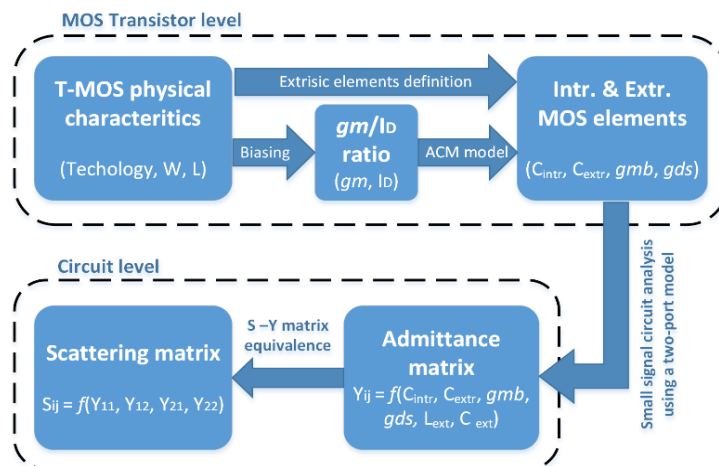 MOS Transistor level
T-MOS physical
characteritics
(Techology, W, L)
Extrisic elements definition
Biasing
gm/ID
ratio
(gm, ID)
ACM model
Intr. & Extr.
MOS elements
(Cintr, Cextr, gmb, gds)
Small signal circuit analysis
using a two-port model
Circuit level
Scattering matrix
Sij = f(Y11, Y12, Y21, Y22)
S –Y matrix
equivalence
Admittance
matrix
Yij = f(Cintr, Cextr, gmb,
gds, Lext, C ext)